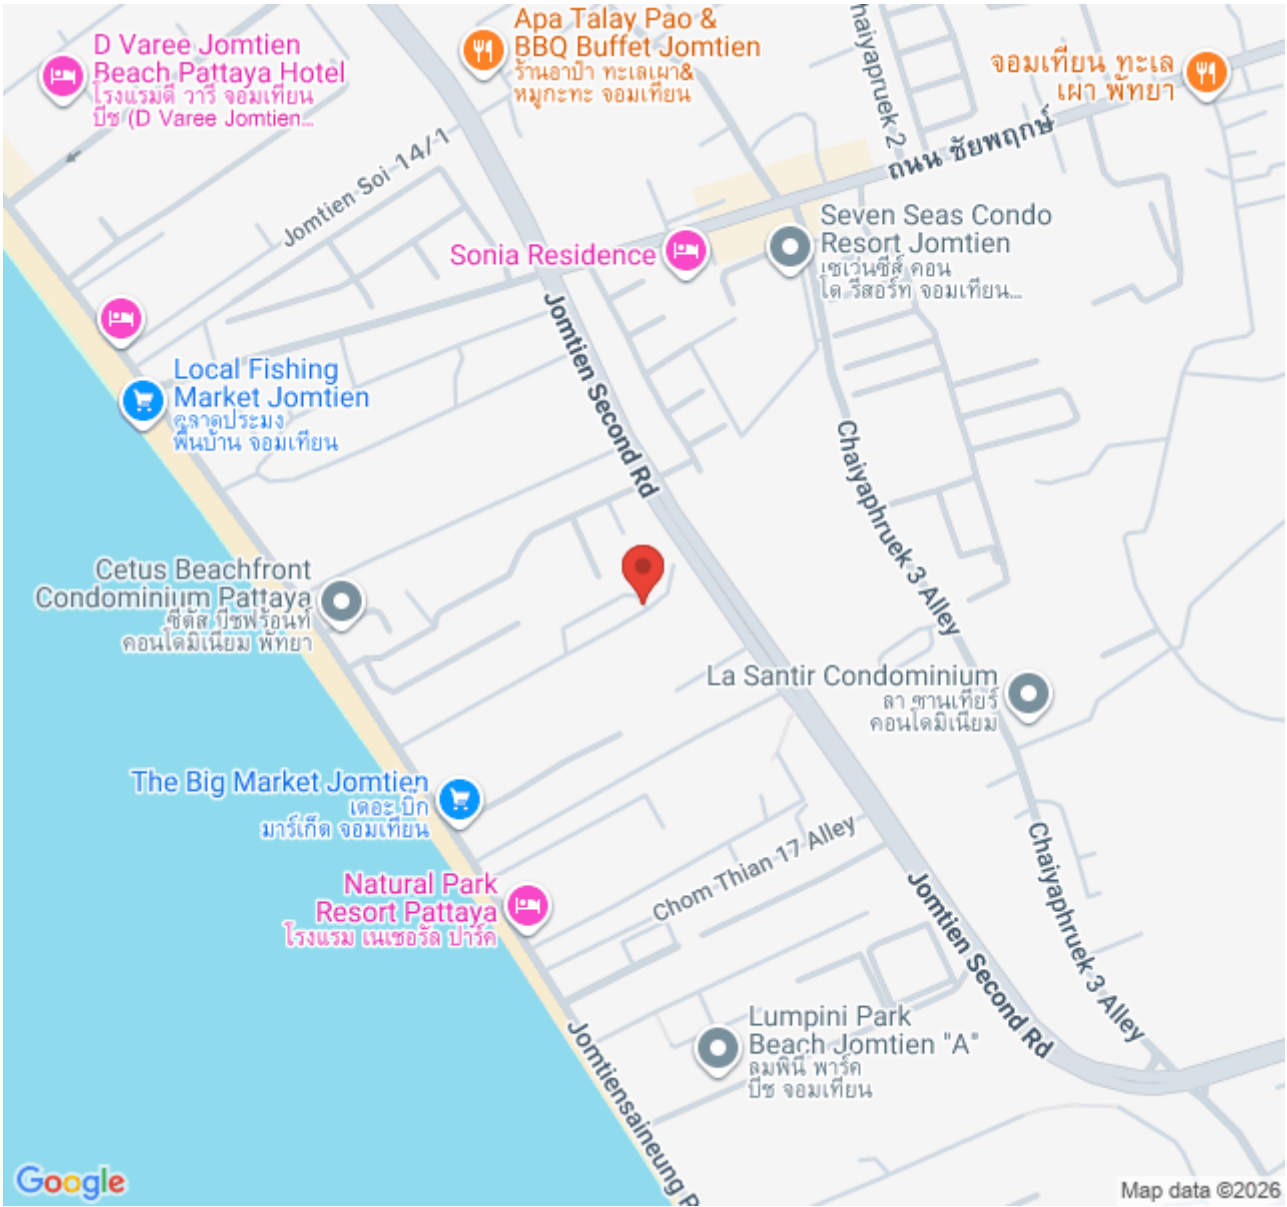 Apa Talay Pao &
BBQ Buffet Jomtien
ร้านอาป๋า ทะเลเผา&
หมูกะทะ จอมเทียน
D Varee Jomtien
Beach Pattaya Hotel
โรงแรมดี วารี จอมเทียน
บีช (D Varee Jomtien...
haiyapruek 2
จอมเทียน ทะเล
เผา พัทยา
ถนน ชัยพฤกษ์
Jomtien Soi 14/1
Sonia Residence
Seven Seas Condo
Resort Jomtien
เซเว่นซีส์ คอน
โด รีสอร์ท จอมเทียน...
Jomtien Second Rd
Local Fishing
Market Jomtien
ตลาดประมง
พื้นบ้าน จอมเทียน
Chaiyaphruek 3 Alley
Cetus Beachfront
Condominium Pattaya
ซีตัส บีชฟร้อนท์
คอนโดมิเนียม พัทยา
La Santir Condominium
ลา ซานเทียร์
คอนโดมิเนียม
The Big Market Jomtien
เดอะ บิ๊ก
มาร์เก็ต จอมเทียน
Chom Thian 17 Alley
Chaiyaphruek 3 Alley
Natural Park
Resort Pattaya
โรงแรม เนเชอรัล ปาร์ค
Jomtien Second Rd
Lumpini Park
Beach Jomtien "A"
ลุมพินี พาร์ค
บีช จอมเทียน
Jomtiensaineung R
Google
Map data ©2026